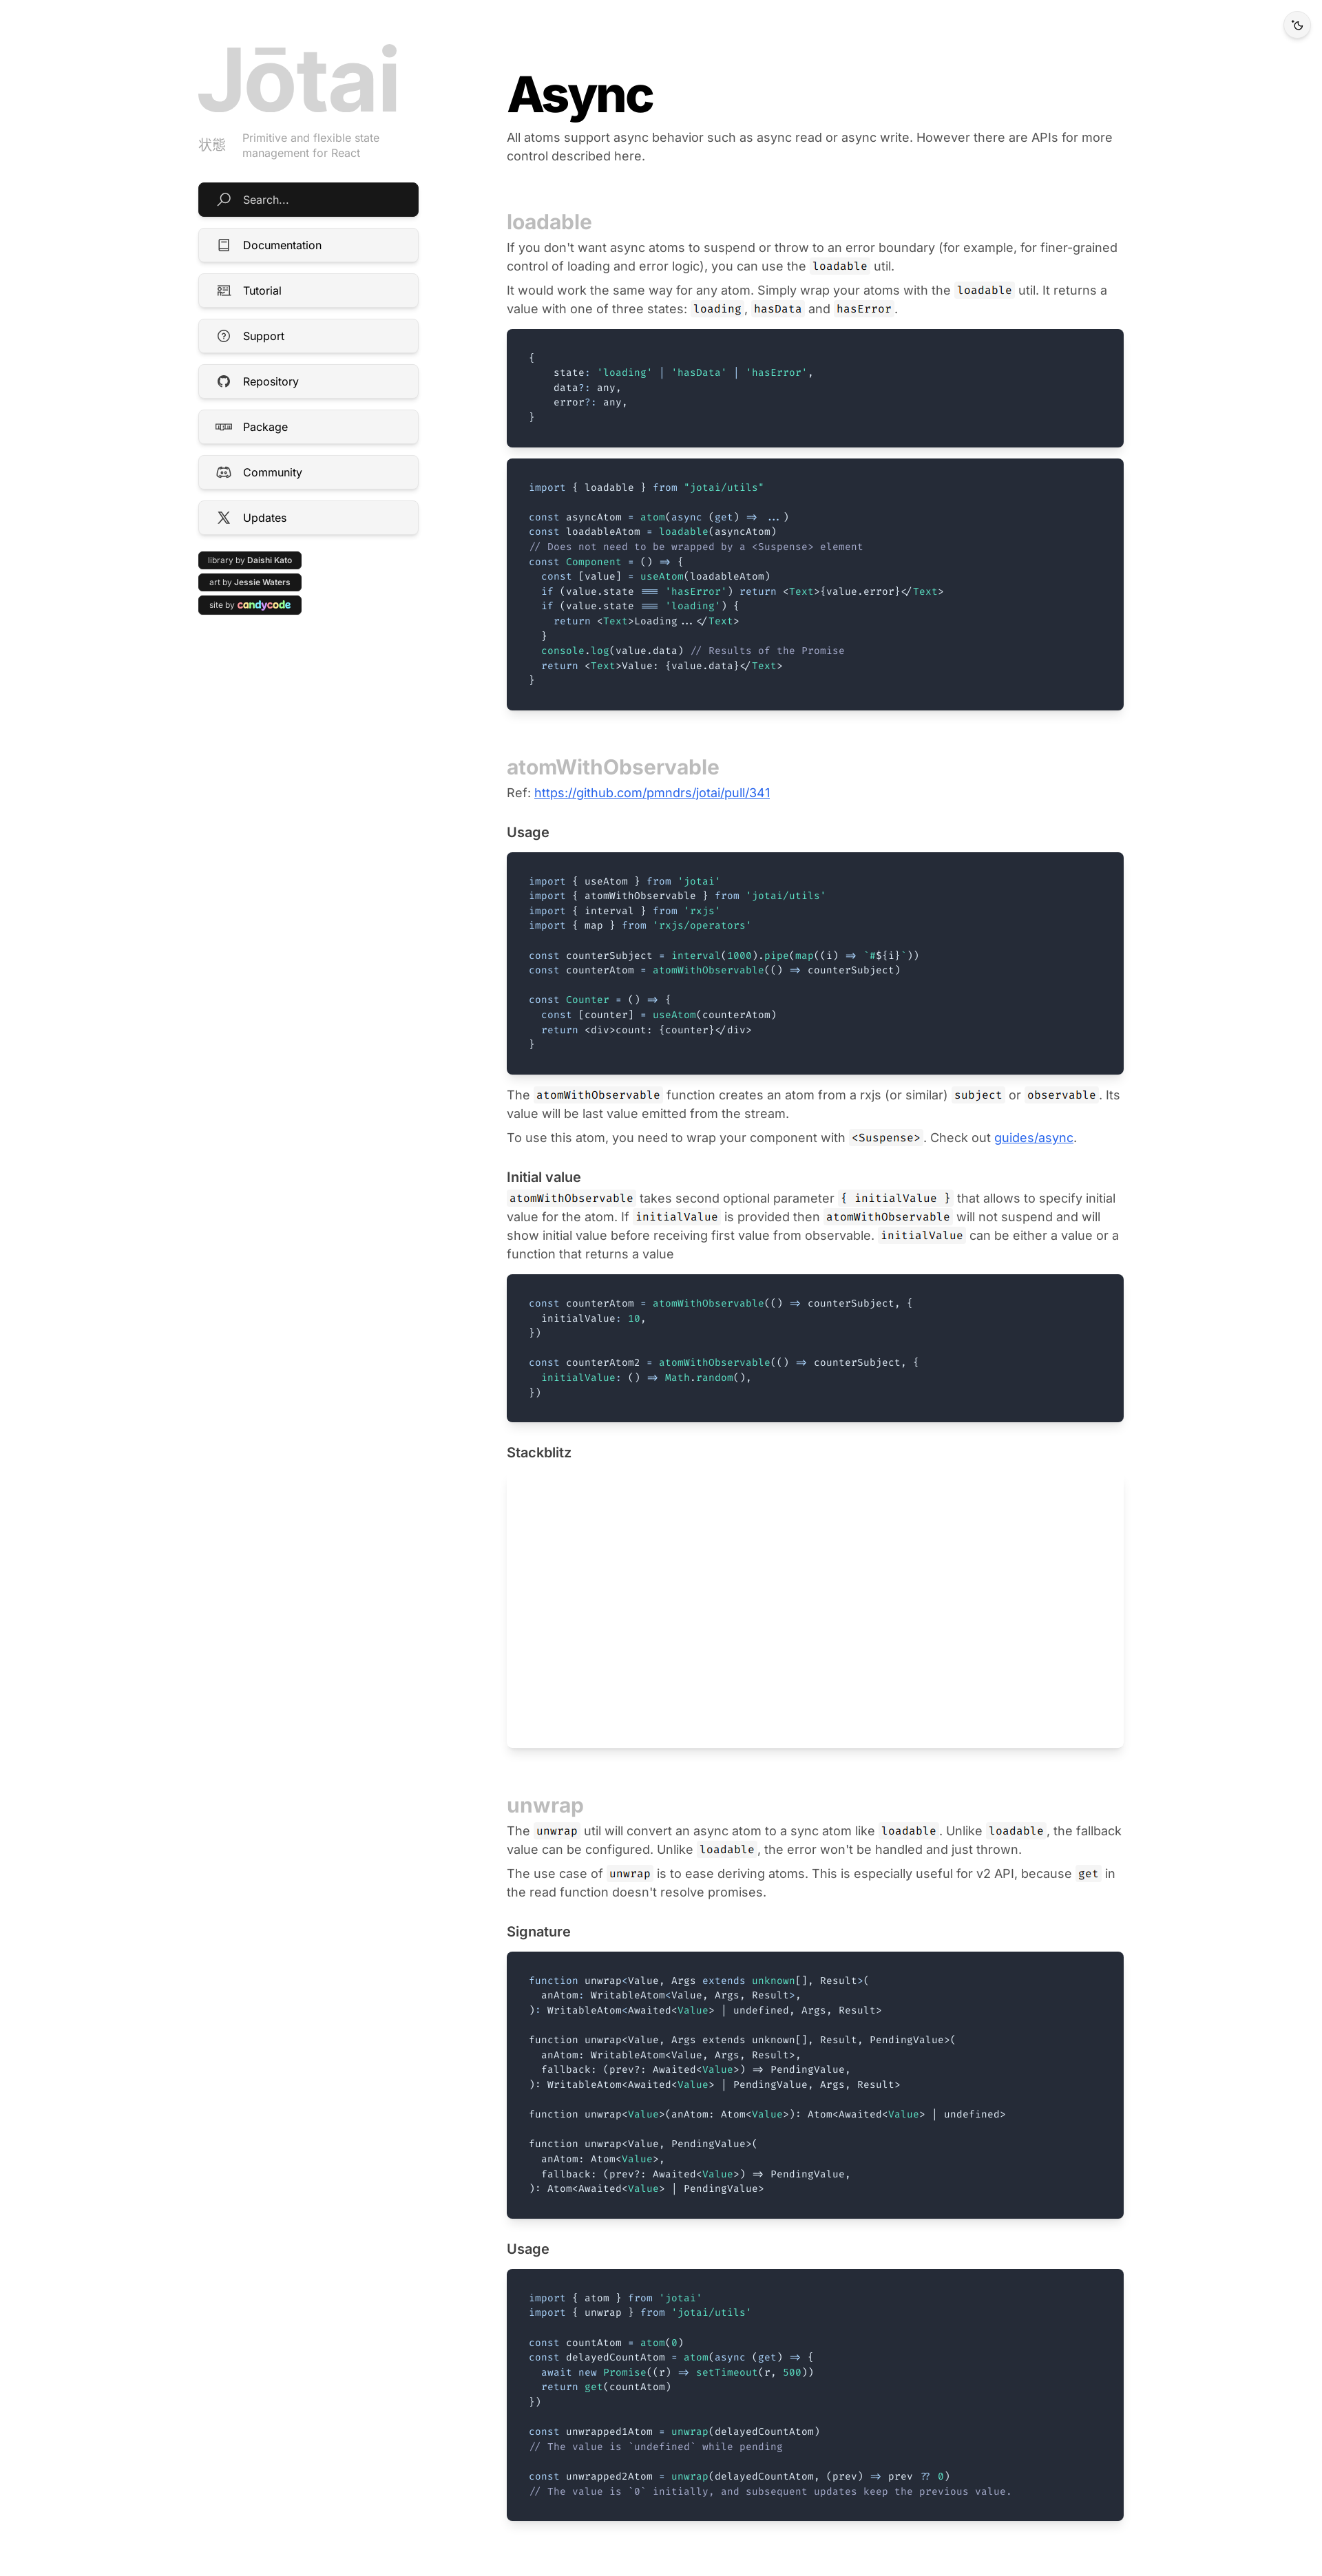 Jōtai
状態
Primitive and flexible state
management for React
Search...
Documentation
Tutorial
Support
Repository
Package
Community
Updates
library by Daishi Kato
art by Jessie Waters
site by candycode
Async
All atoms support async behavior such as async read or async write. However there are APIs for more
control described here.
loadable
If you don't want async atoms to suspend or throw to an error boundary (for example, for finer-grained
control of loading and error logic), you can use the loadable util.
It would work the same way for any atom. Simply wrap your atoms with the loadable util. It returns a
value with one of three states: loading, hasData and hasError.
{
    state: 'loading' | 'hasData' | 'hasError',
    data?: any,
    error?: any,
}
import { loadable } from "jotai/utils"
const asyncAtom = atom(async (get) => ...)
const loadableAtom = loadable(asyncAtom)
// Does not need to be wrapped by a <Suspense> element
const Component = () => {
  const [value] = useAtom(loadableAtom)
  if (value.state === 'hasError') return <Text>{value.error}</Text>
  if (value.state === 'loading') {
    return <Text>Loading...</Text>
  }
  console.log(value.data) // Results of the Promise
  return <Text>Value: {value.data}</Text>
}
atomWithObservable
Ref: https://github.com/pmndrs/jotai/pull/341
Usage
import { useAtom } from 'jotai'
import { atomWithObservable } from 'jotai/utils'
import { interval } from 'rxjs'
import { map } from 'rxjs/operators'
const counterSubject = interval(1000).pipe(map((i) => `#${i}`))
const counterAtom = atomWithObservable(() => counterSubject)
const Counter = () => {
  const [counter] = useAtom(counterAtom)
  return <div>count: {counter}</div>
}
The atomWithObservable function creates an atom from a rxjs (or similar) subject or observable. Its
value will be last value emitted from the stream.
To use this atom, you need to wrap your component with <Suspense>. Check out guides/async.
Initial value
atomWithObservable takes second optional parameter { initialValue } that allows to specify initial
value for the atom. If initialValue is provided then atomWithObservable will not suspend and will
show initial value before receiving first value from observable. initialValue can be either a value or a
function that returns a value
const counterAtom = atomWithObservable(() => counterSubject, {
  initialValue: 10,
})
const counterAtom2 = atomWithObservable(() => counterSubject, {
  initialValue: () => Math.random(),
})
Stackblitz
unwrap
The unwrap util will convert an async atom to a sync atom like loadable. Unlike loadable, the fallback
value can be configured. Unlike loadable, the error won't be handled and just thrown.
The use case of unwrap is to ease deriving atoms. This is especially useful for v2 API, because get in
the read function doesn't resolve promises.
Signature
function unwrap<Value, Args extends unknown[], Result>(
  anAtom: WritableAtom<Value, Args, Result>,
): WritableAtom<Awaited<Value> | undefined, Args, Result>
function unwrap<Value, Args extends unknown[], Result, PendingValue>(
  anAtom: WritableAtom<Value, Args, Result>,
  fallback: (prev?: Awaited<Value>) => PendingValue,
): WritableAtom<Awaited<Value> | PendingValue, Args, Result>
function unwrap<Value>(anAtom: Atom<Value>): Atom<Awaited<Value> | undefined>
function unwrap<Value, PendingValue>(
  anAtom: Atom<Value>,
  fallback: (prev?: Awaited<Value>) => PendingValue,
): Atom<Awaited<Value> | PendingValue>
Usage
import { atom } from 'jotai'
import { unwrap } from 'jotai/utils'
const countAtom = atom(0)
const delayedCountAtom = atom(async (get) => {
  await new Promise((r) => setTimeout(r, 500))
  return get(countAtom)
})
const unwrapped1Atom = unwrap(delayedCountAtom)
// The value is `undefined` while pending
const unwrapped2Atom = unwrap(delayedCountAtom, (prev) => prev ?? 0)
// The value is `0` initially, and subsequent updates keep the previous value.